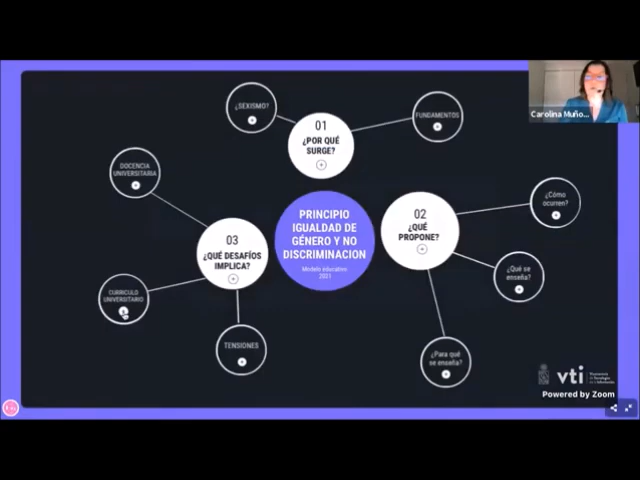 Carolina Muño...
¿SEXISMO?
FUNDAMENTOS
01
¿POR QUÉ
SURGE?
DOCENCIA
UNIVERSITARIA
¿Cómo
ocurren?
PRINCIPIO
IGUALDAD DE
GÉNERO Y NO
DISCRIMINACION
Modelo educativo
2021
02
¿QUÉ
PROPONE?
03
¿QUÉ DESAFÍOS
IMPLICA?
¿Qué se
enseña?
CURRICULO
UNIVERSITARIO
TENSIONES
¿Para qué
se enseña?
vti
Powered by Zoom